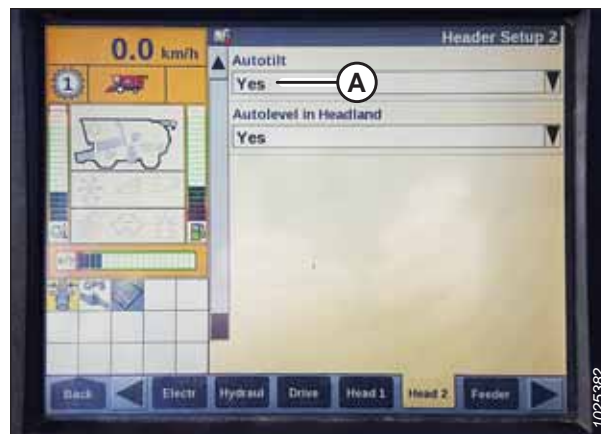 Header Setup 2
0.0 km/h
Autotilt
Yes
A
1
Autolevel in Headland
Yes
Back
Electr
Hydraul
Drive
Head 1
Head 2
Feeder
1025382